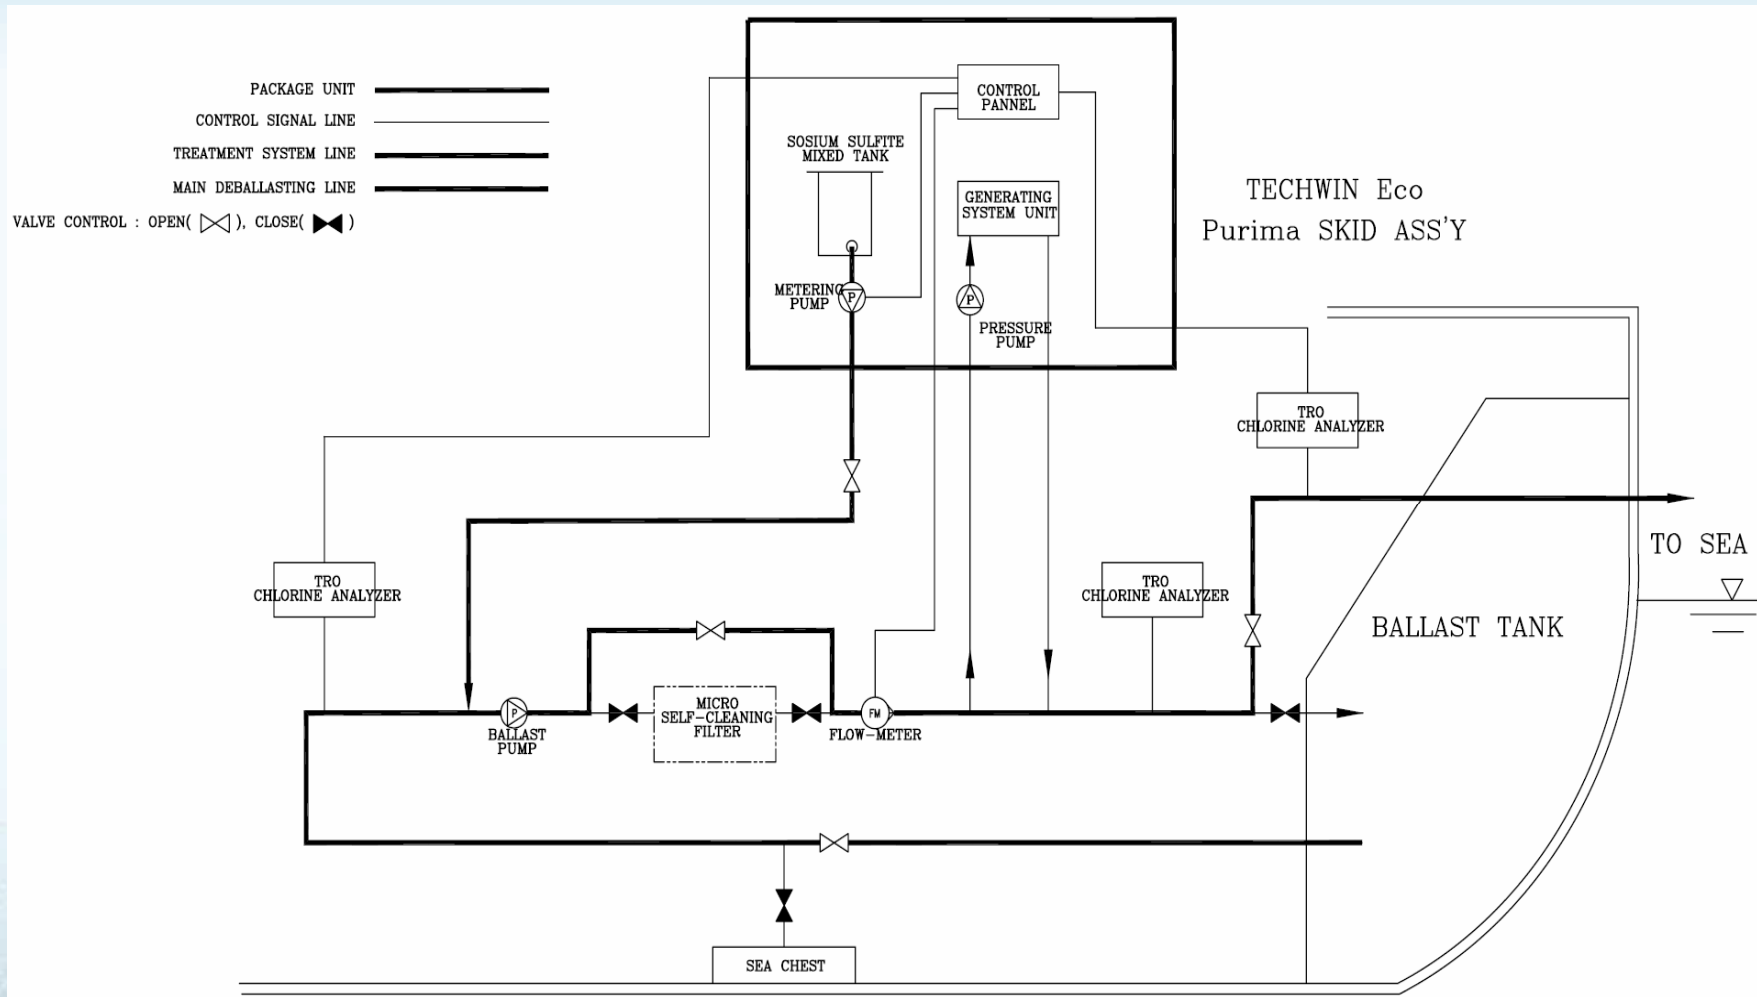 PACKAGE UNIT
CONTROL SIGNAL LINE
TREATMENT SYSTEM LINE
MAIN DEBALLASTING LINE
VALVE CONTROL : OPEN( ), CLOSE( )
CONTROL
PANNEL
SOSIUM SULFITE
MIXED TANK
GENERATING
SYSTEM UNIT
METERING
PUMP
P
P
PRESSURE
PUMP
TECHWIN Eco
Purima SKID ASS'Y
TRO
CHLORINE ANALYZER
TO SEA
TRO
CHLORINE ANALYZER
TRO
CHLORINE ANALYZER
BALLAST TANK
P
BALLAST
PUMP
MICRO
SELF-CLEANING
FILTER
FM
FLOW-METER
SEA CHEST